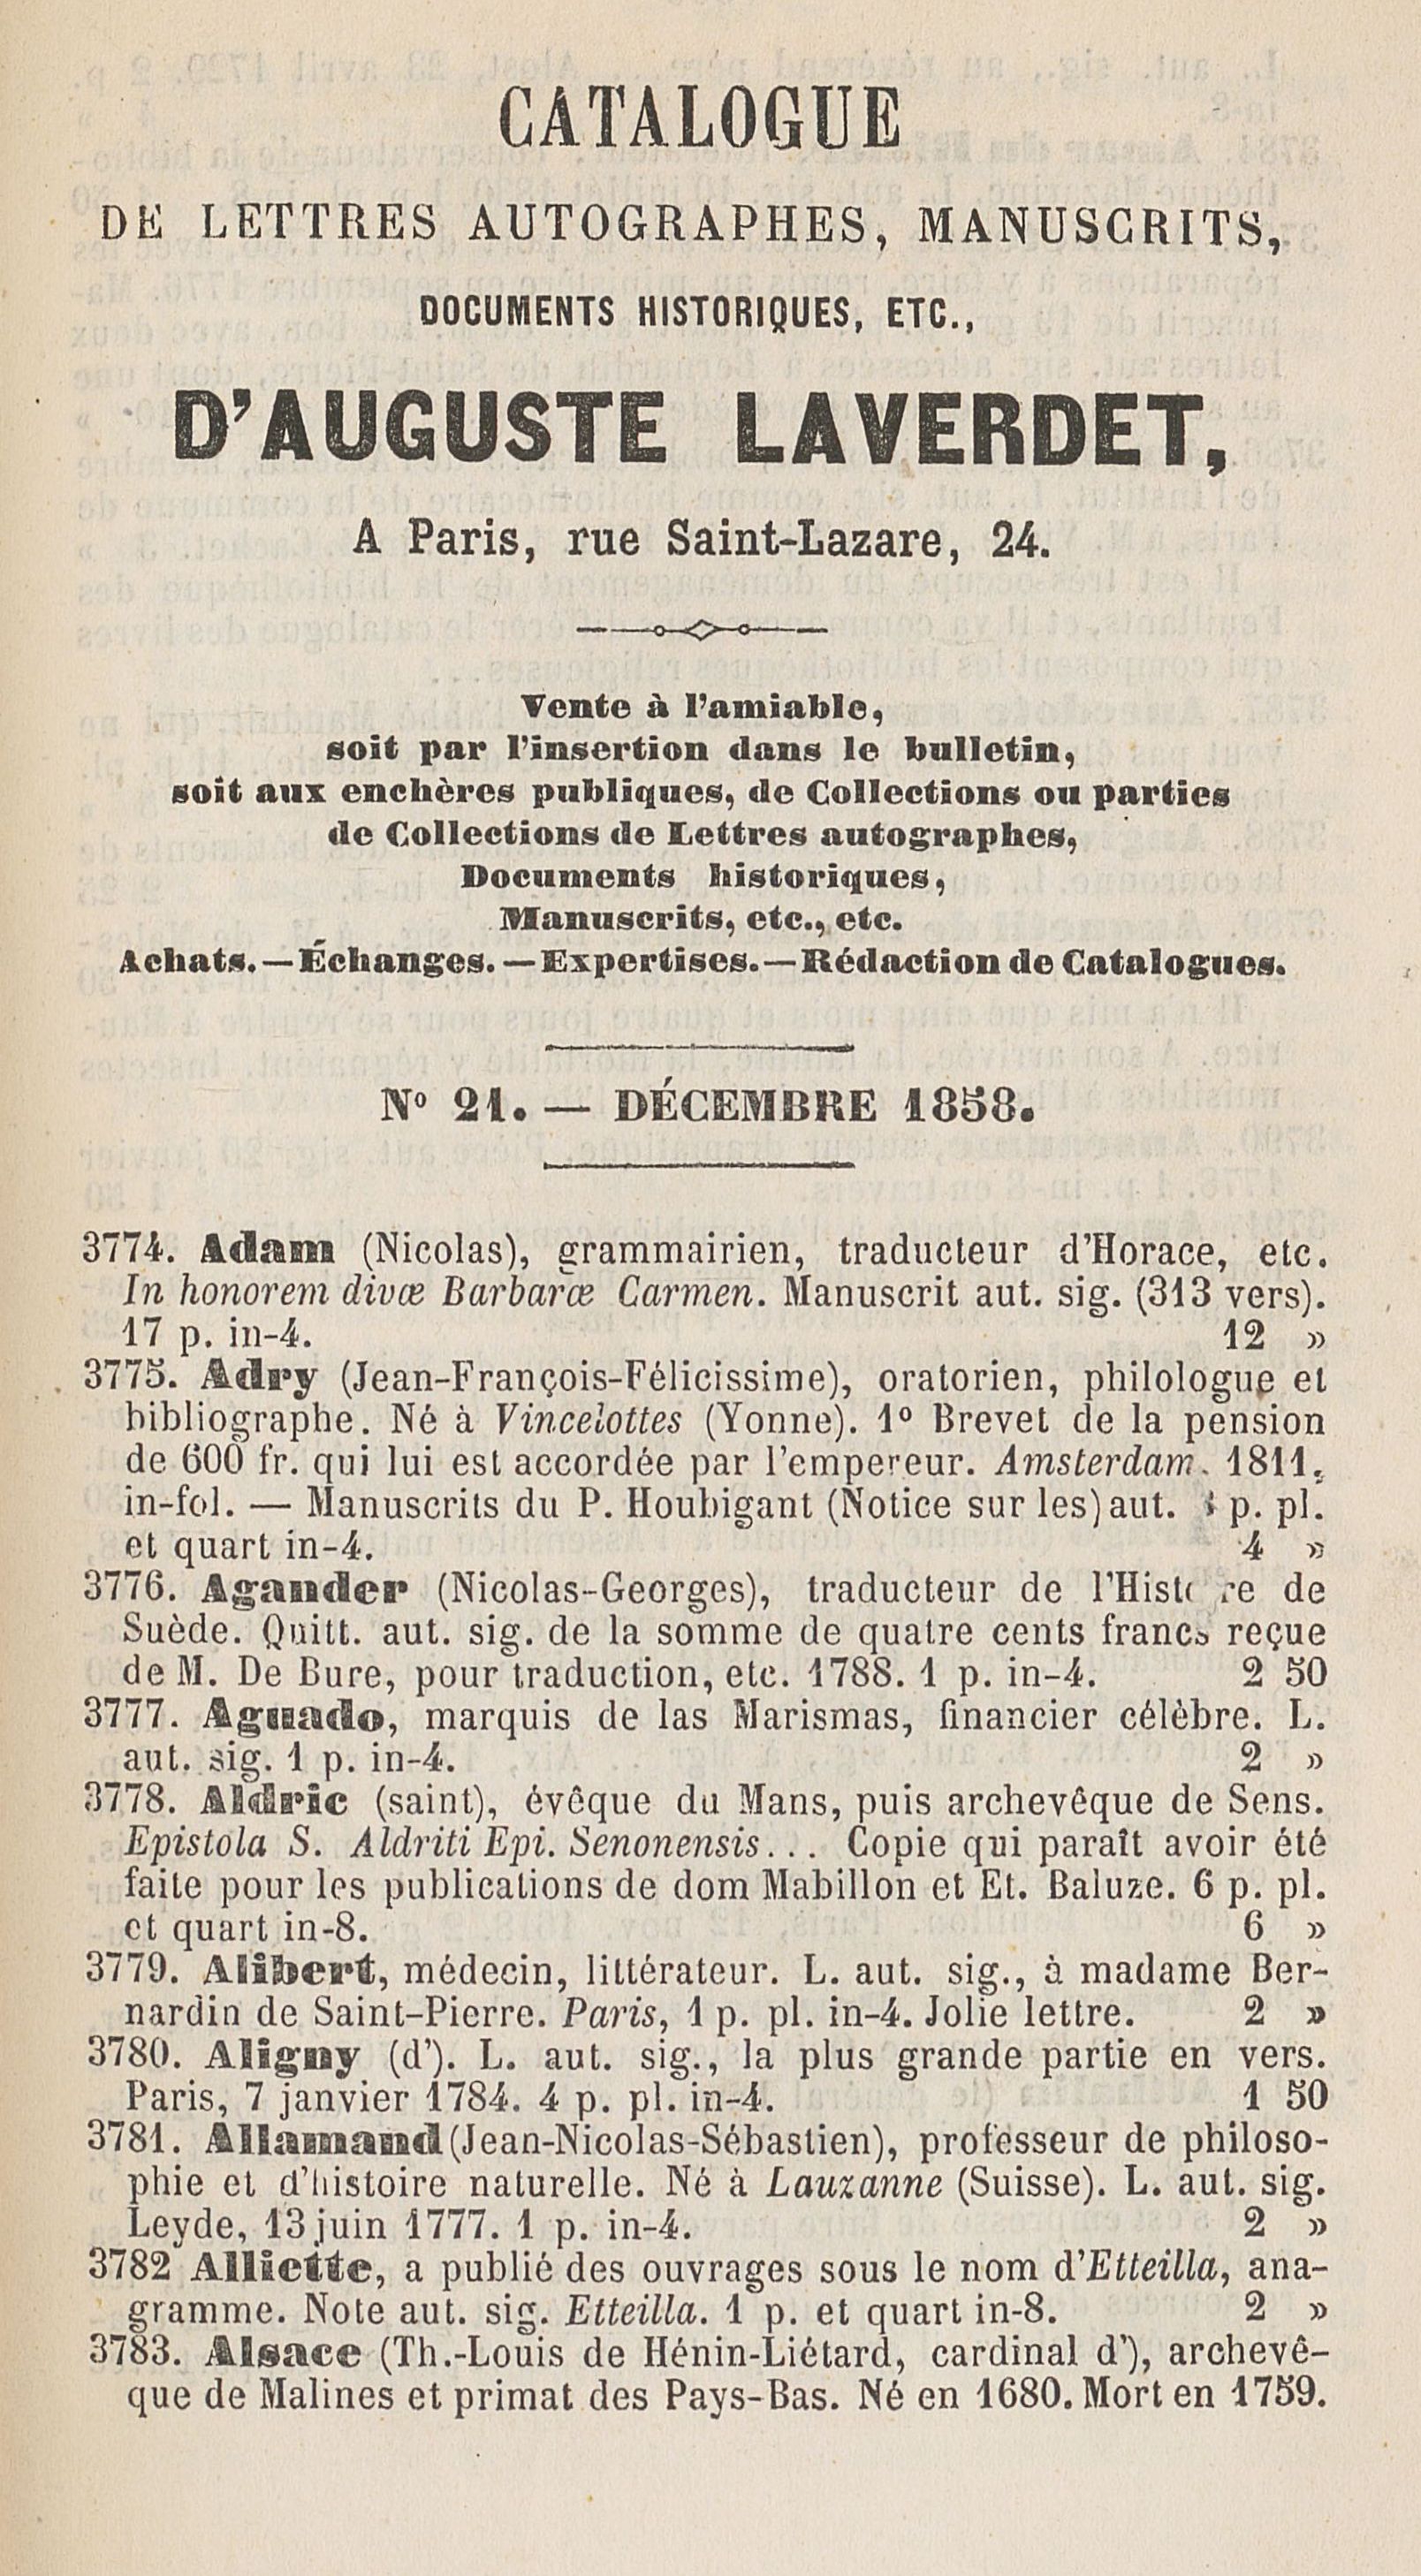 CATALOGUE
DE LETTRES AUTOGRAPHES, MANUSCRITS,
DOCUMENTS HISTORIQUES, ETC.,
D'AUGUSTE LAVERDET,
A Paris, rue Saint-Lazare, 24.
Vente à l'amiable,
soit par l'insertion dans le bulletin,
soit aux enchères publiques, de Collections ou parties
de Collections de Lettres autographes,
Documents historiques,
Manuscrits, etc., etc.
Achats. — Échanges. — Expertises. — Rédaction de Catalogues.
No 21. — DÉCEMBRE 1858.
3774. Adam (Nicolas), grammairien, traducteur d'Horace, etc.
In honorem divæ Barbaræ Carmen. Manuscrit aut. sig. (313 vers).
17 p. in-4. 12 »
3775. Adry (Jean-François-Félicissime), oratorien, philologue et
bibliographe. Né à Vincelottes (Yonne). 1o Brevet de la pension
de 600 fr. qui lui est accordée par l'empereur. Amsterdam. 1811,
in-fol. — Manuscrits du P. Houbigant (Notice sur les) aut. p. pl.
et quart in-4. 4 »
3776. Agander (Nicolas-Georges), traducteur de l'Hist re de
Suède. Quitt. aut. sig. de la somme de quatre cents francs reçue
de M. De Bure, pour traduction, etc. 1788. 1 p. in-4. 2 50
3777. Aguado, marquis de las Marismas, financier célèbre. L.
aut. sig. 1 p. in-4. 2 »
3778. Aldric (saint), évêque du Mans, puis archevêque de Sens.
Epistola S. Aldriti Epi. Senonensis... Copie qui paraît avoir été
faite pour les publications de dom Mabillon et Et. Baluze. 6 p. pl.
et quart in-8. 6 »
3779. Alibert, médecin, littérateur. L. aut. sig., à madame Ber-
nardin de Saint-Pierre. Paris, 1 p. pl. in-4. Jolie lettre. 2 »
3780. Aligny (d'). L. aut. sig., la plus grande partie en vers.
Paris, 7 janvier 1784. 4 p. pl. in-4. 1 50
3781. Allamand (Jean-Nicolas-Sébastien), professeur de philoso-
phie et d'histoire naturelle. Né à Lauzanne (Suisse). L. aut. sig.
Leyde, 13 juin 1777. 1 p. in-4. 2 »
3782 Alliette, a publié des ouvrages sous le nom d'Etteilla, ana-
gramme. Note aut. sig. Etteilla. 1 p. et quart in-8. 2 »
3783. Alsace (Th.-Louis de Hénin-Liétard, cardinal d'), archevê-
que de Malines et primat des Pays-Bas. Né en 1680. Mort en 1759.